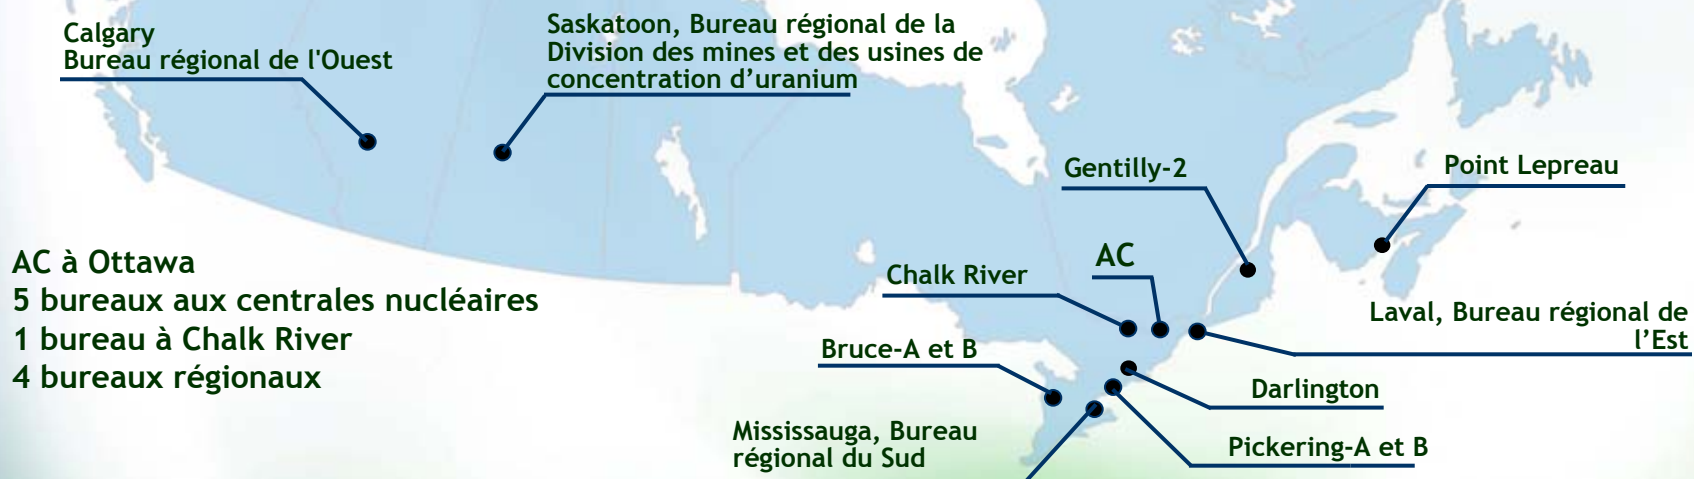 Calgary
Bureau régional de l'Ouest
Saskatoon, Bureau régional de la
Division des mines et des usines de
concentration d’uranium
Gentilly-2
Point Lepreau
AC à Ottawa
5 bureaux aux centrales nucléaires
1 bureau à Chalk River
4 bureaux régionaux
Chalk River
AC
Laval, Bureau régional de
l’Est
Bruce-A et B
Darlington
Mississauga, Bureau
régional du Sud
Pickering-A et B